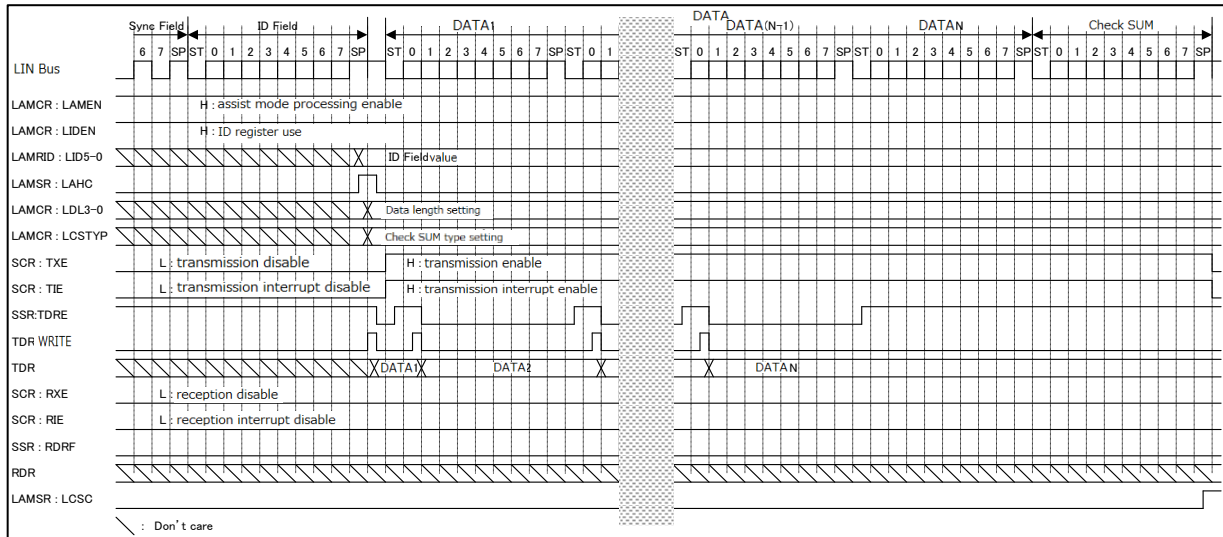 DATA
Sync Field ID Field DATA1 DATA(N-1) DATAN Check SUM
6 7 SP ST 0 1 2 3 4 5 6 7 SP ST 0 1 2 3 4 5 6 7 SP ST 0 1 ST 0 1 2 3 4 5 6 7 SP ST 0 1 2 3 4 5 6 7 SP ST 0 1 2 3 4 5 6 7 SP
LIN Bus
LAMCR : LAMEN H : assist mode processing enable
LAMCR : LIDEN H : ID register use
LAMRID : LID5-0 ID Fieldvalue
LAMSR : LAHC
LAMCR : LDL3-0 Data length setting
LAMCR : LCSTYP Check SUM type setting
SCR : TXE L : transmission disable H : transmission enable
SCR : TIE L : transmission interrupt disable H : transmission interrupt enable
SSR:TDRE
TDR WRITE
TDR DATA1 DATA2 DATAN
SCR : RXE L : reception disable
SCR : RIE L : reception interrupt disable
SSR : RDRF
RDR
LAMSR : LCSC
: Don't care